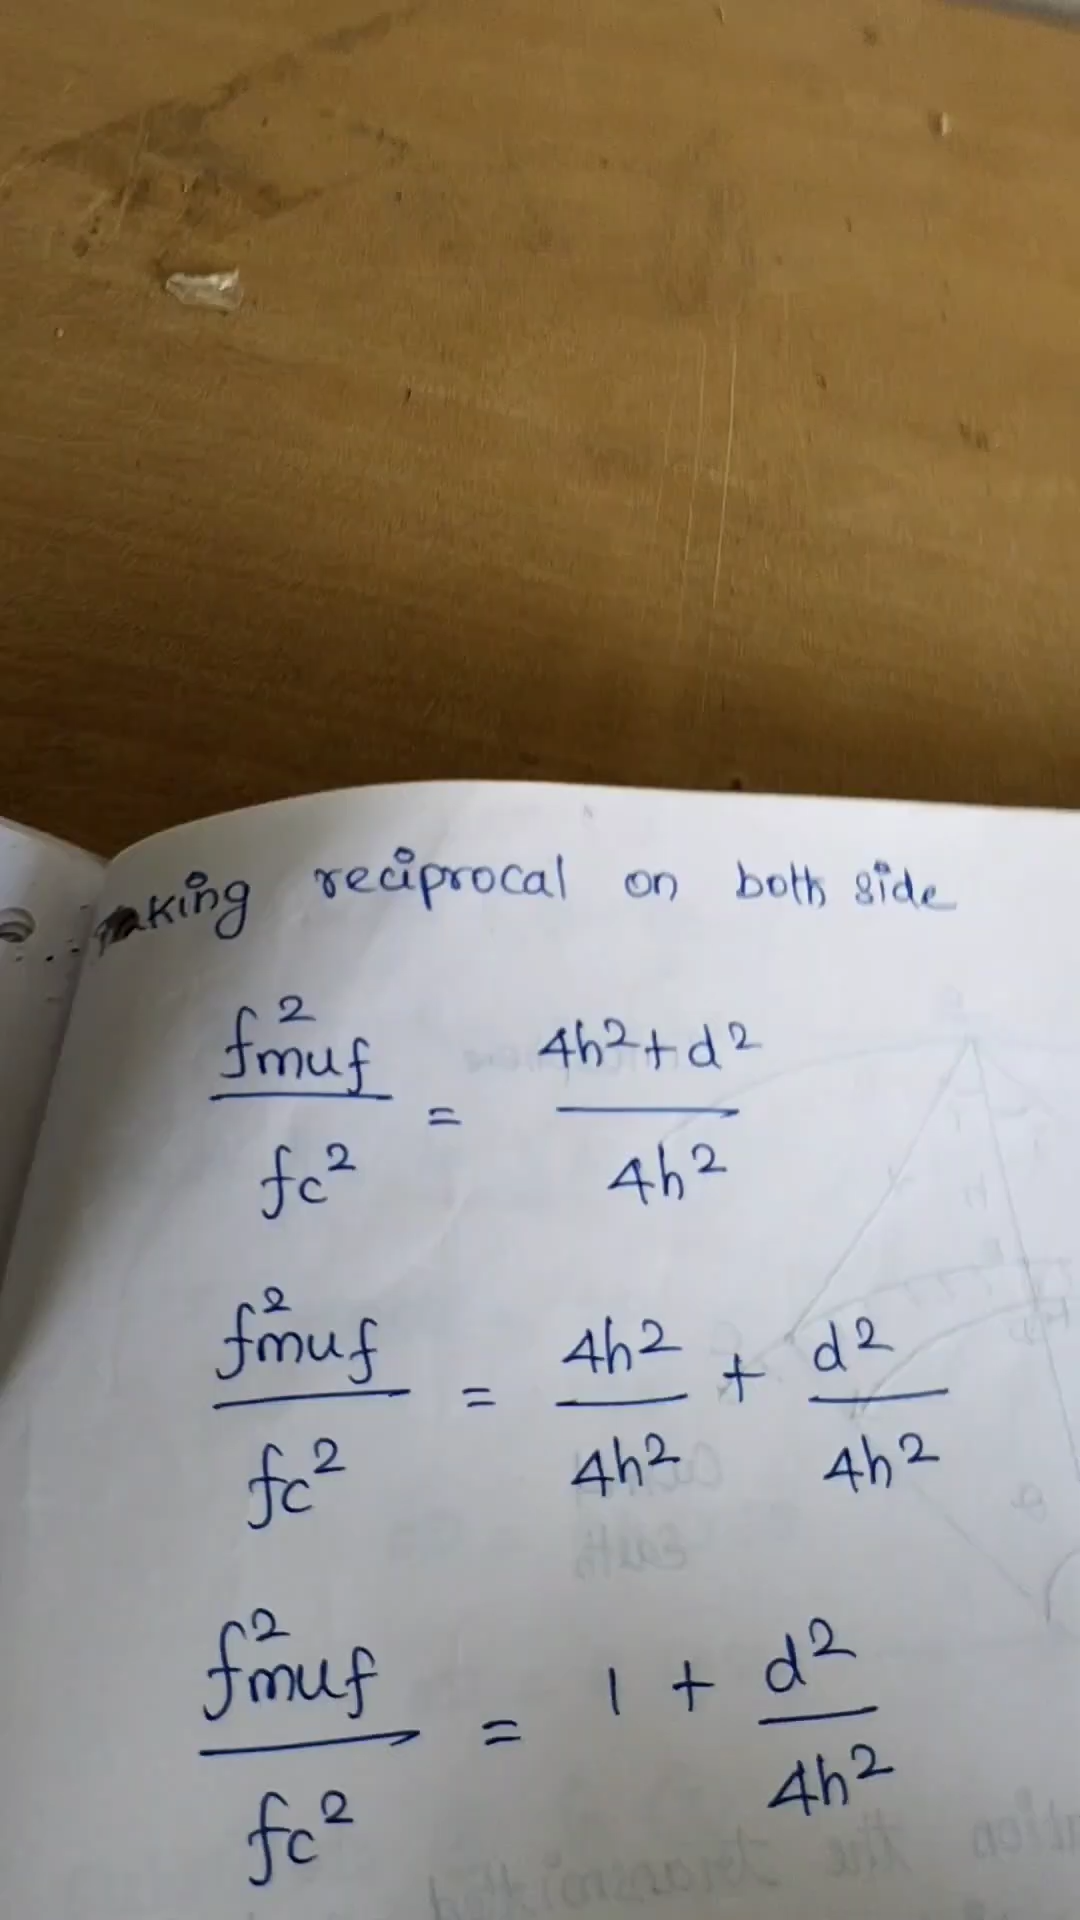 Taking reciprocal on both side
f²muf / fc² = 4h²+d² / 4h²
f²muf / fc² = 4h² / 4h² + d² / 4h²
f²muf / fc² = 1 + d² / 4h²